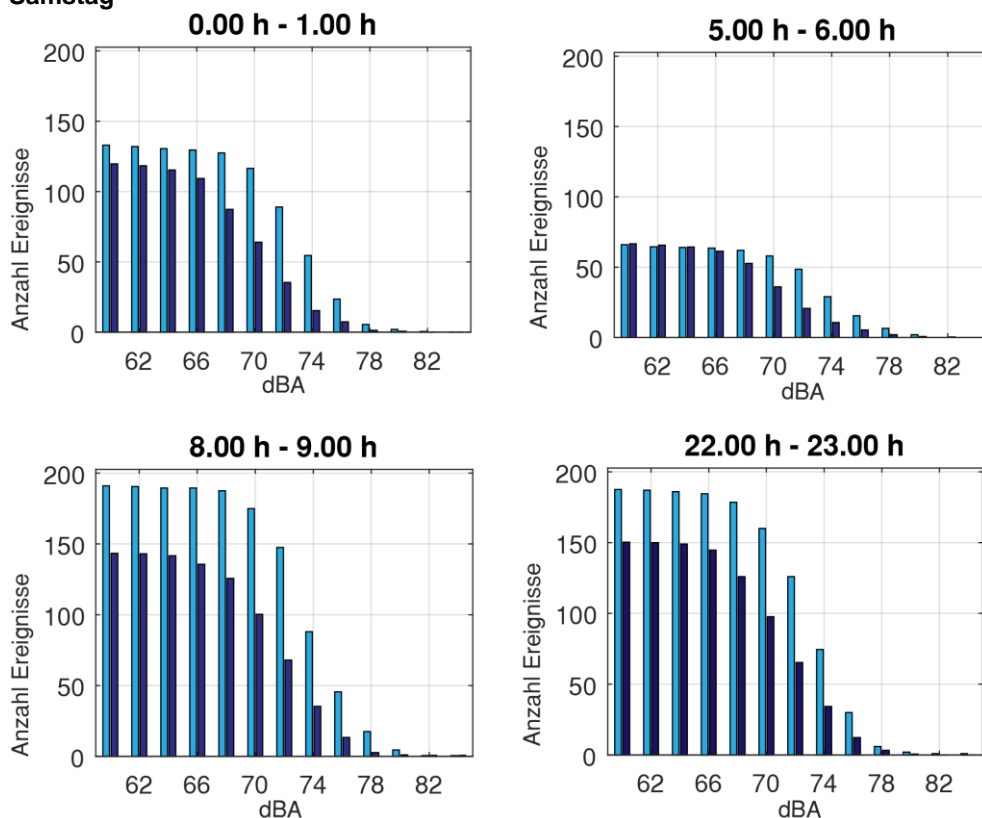 Samstag
0.00 h - 1.00 h
200
150
100
50
0
Anzahl Ereignisse
62 66 70 74 78 82
dBA
5.00 h - 6.00 h
200
150
100
50
0
Anzahl Ereignisse
62 66 70 74 78 82
dBA
8.00 h - 9.00 h
200
150
100
50
0
Anzahl Ereignisse
62 66 70 74 78 82
dBA
22.00 h - 23.00 h
200
150
100
50
0
Anzahl Ereignisse
62 66 70 74 78 82
dBA